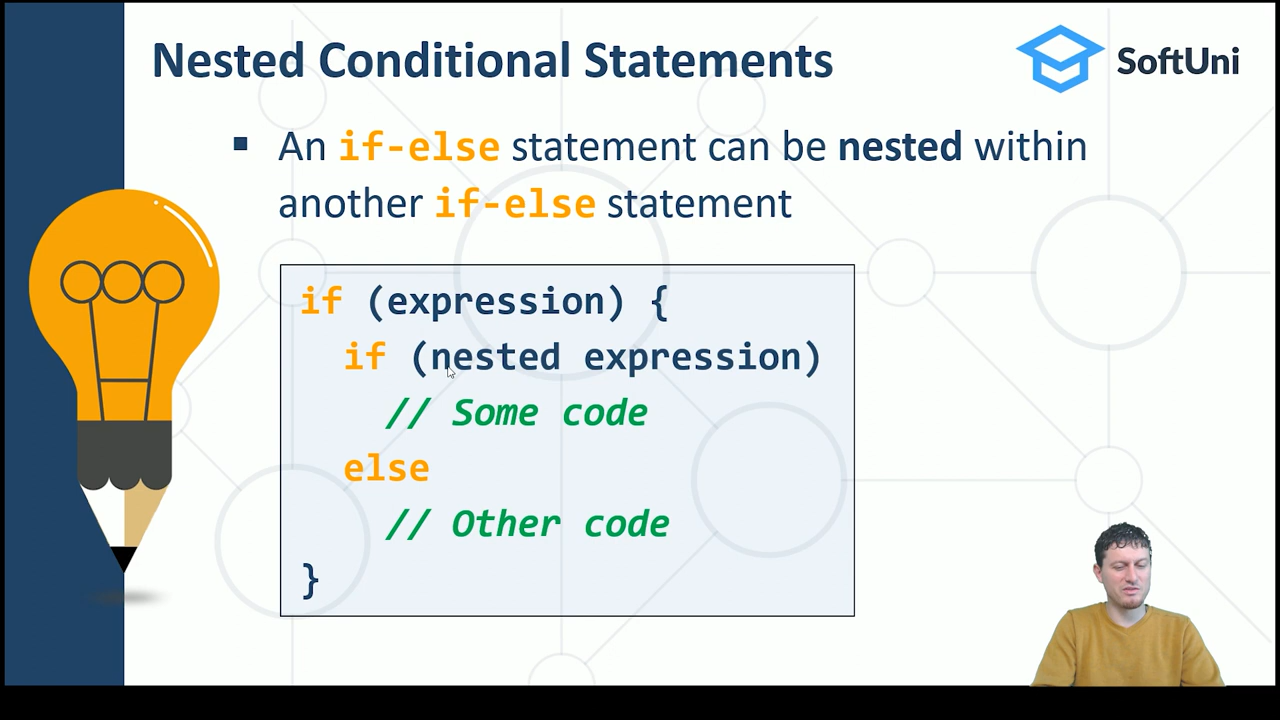 Nested Conditional Statements
SoftUni
▪ An if-else statement can be nested within
another if-else statement
if (expression) {
if (nested expression)
// Some code
else
// Other code
}